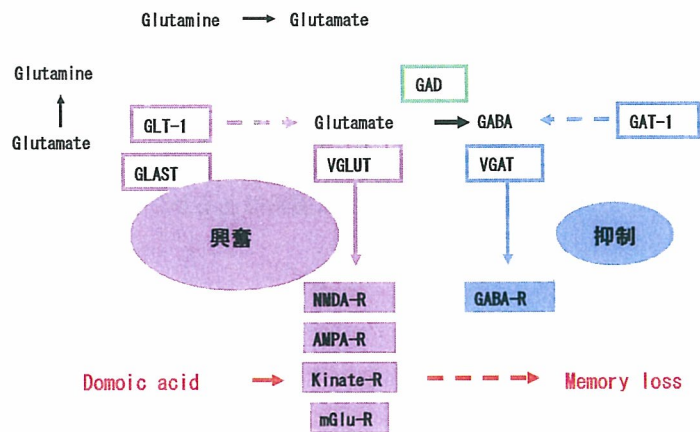 Glutamine → Glutamate
Glutamine
↑
Glutamate
GAD
GLT-1
Glutamate → GABA
GAT-1
GLAST
VGLUT
VGAT
興奮
抑制
NMDA-R
GABA-R
AMPA-R
Domoic acid → Kinate-R → Memory loss
mGlu-R